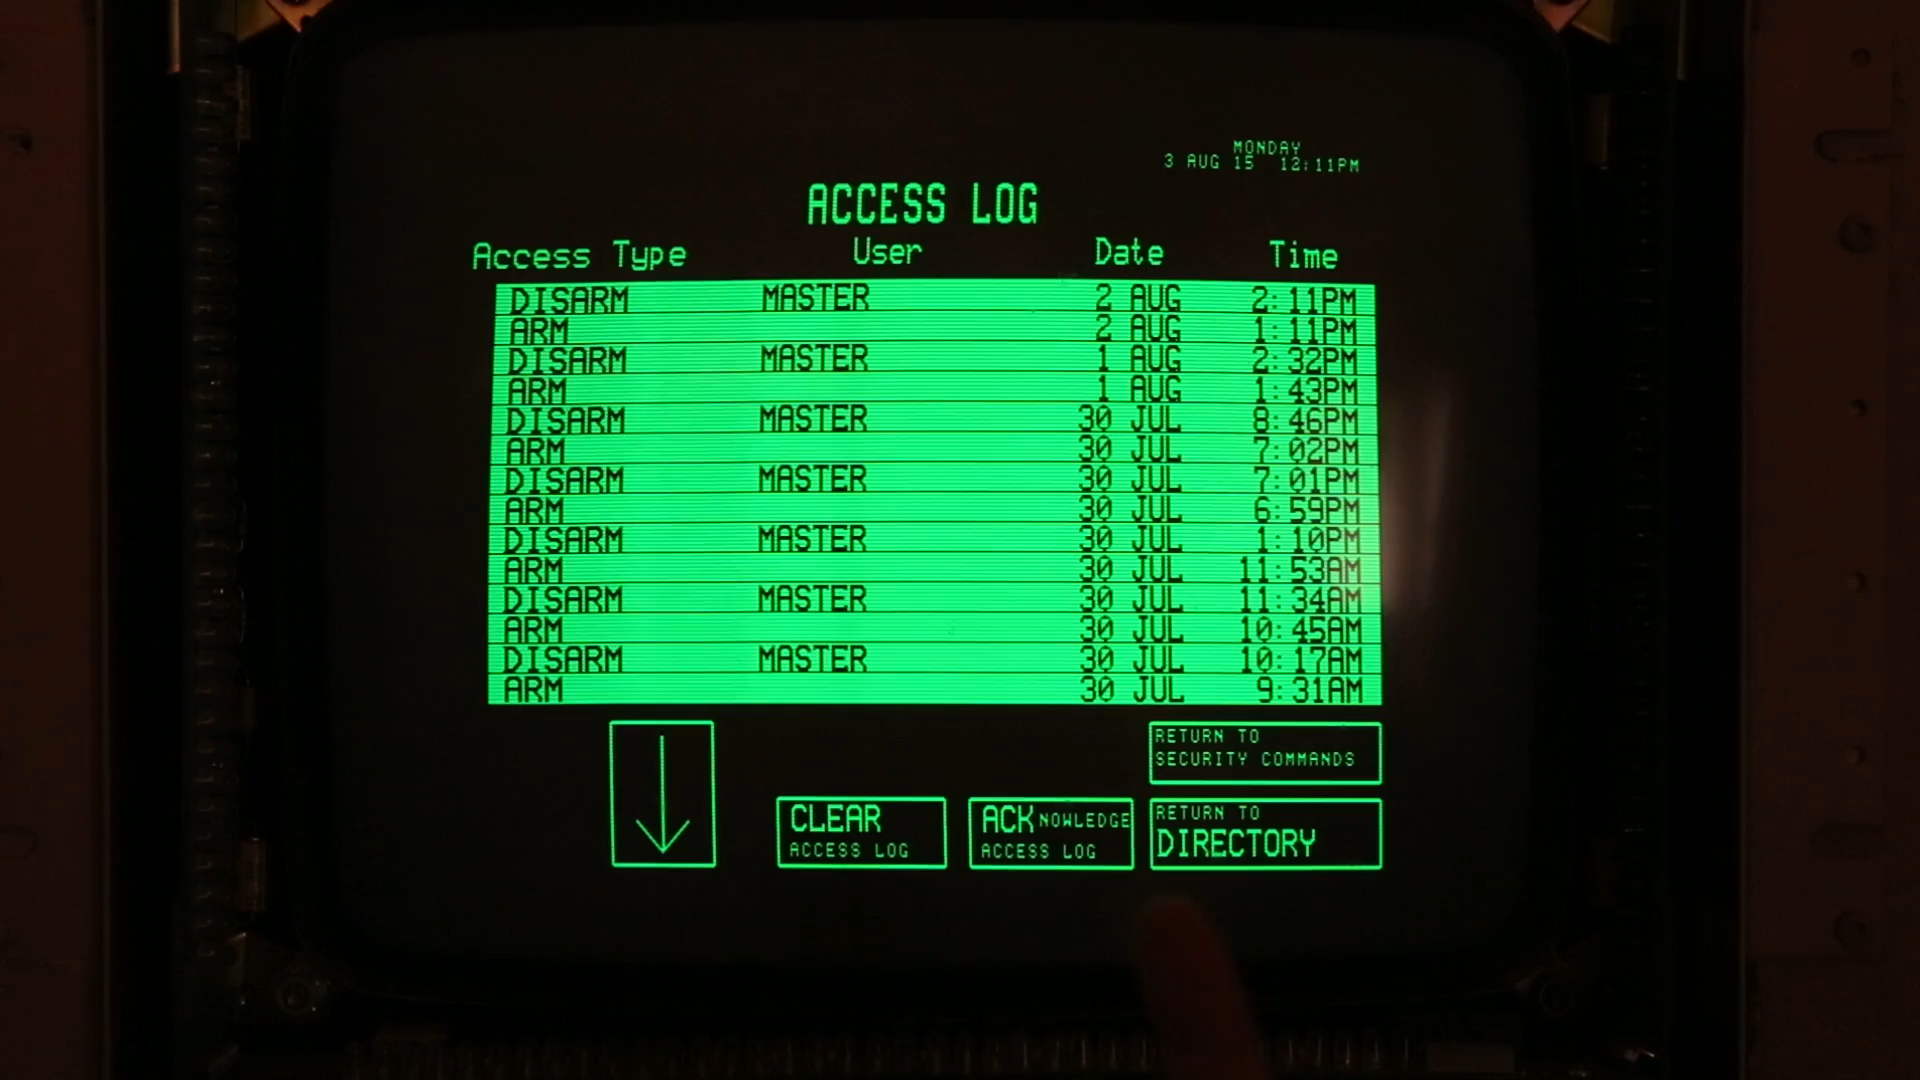 MONDAY
3 AUG 15 12:11PM
ACCESS LOG
Access Type User Date Time
DISARM MASTER 2 AUG 2:11PM
ARM 2 AUG 1:11PM
DISARM MASTER 1 AUG 2:32PM
ARM 1 AUG 1:43PM
DISARM MASTER 30 JUL 8:46PM
ARM 30 JUL 7:02PM
DISARM MASTER 30 JUL 7:01PM
ARM 30 JUL 6:59PM
DISARM MASTER 30 JUL 1:10PM
ARM 30 JUL 11:53AM
DISARM MASTER 30 JUL 11:34AM
ARM 30 JUL 10:45AM
DISARM MASTER 30 JUL 10:17AM
ARM 30 JUL 9:31AM
RETURN TO
SECURITY COMMANDS
CLEAR
ACCESS LOG
ACKNOWLEDGE
ACCESS LOG
RETURN TO
DIRECTORY